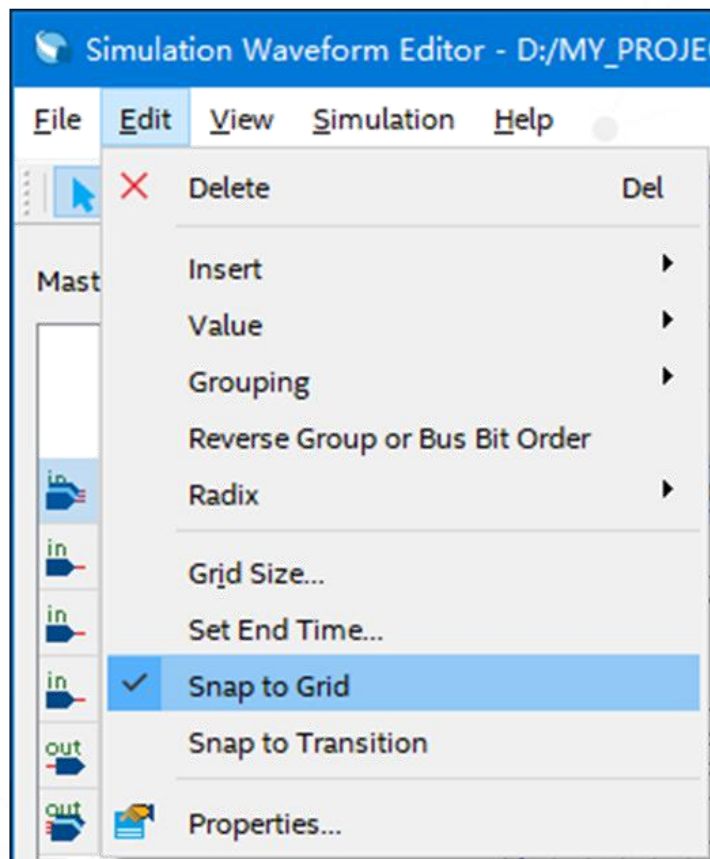 Simulation Waveform Editor - D:/MY_PROJE
File Edit View Simulation Help
Delete Del
Mast
Insert
Value
Grouping
Reverse Group or Bus Bit Order
in
Radix
in
Grid Size...
in
Set End Time...
in
Snap to Grid
out
Snap to Transition
out
Properties...